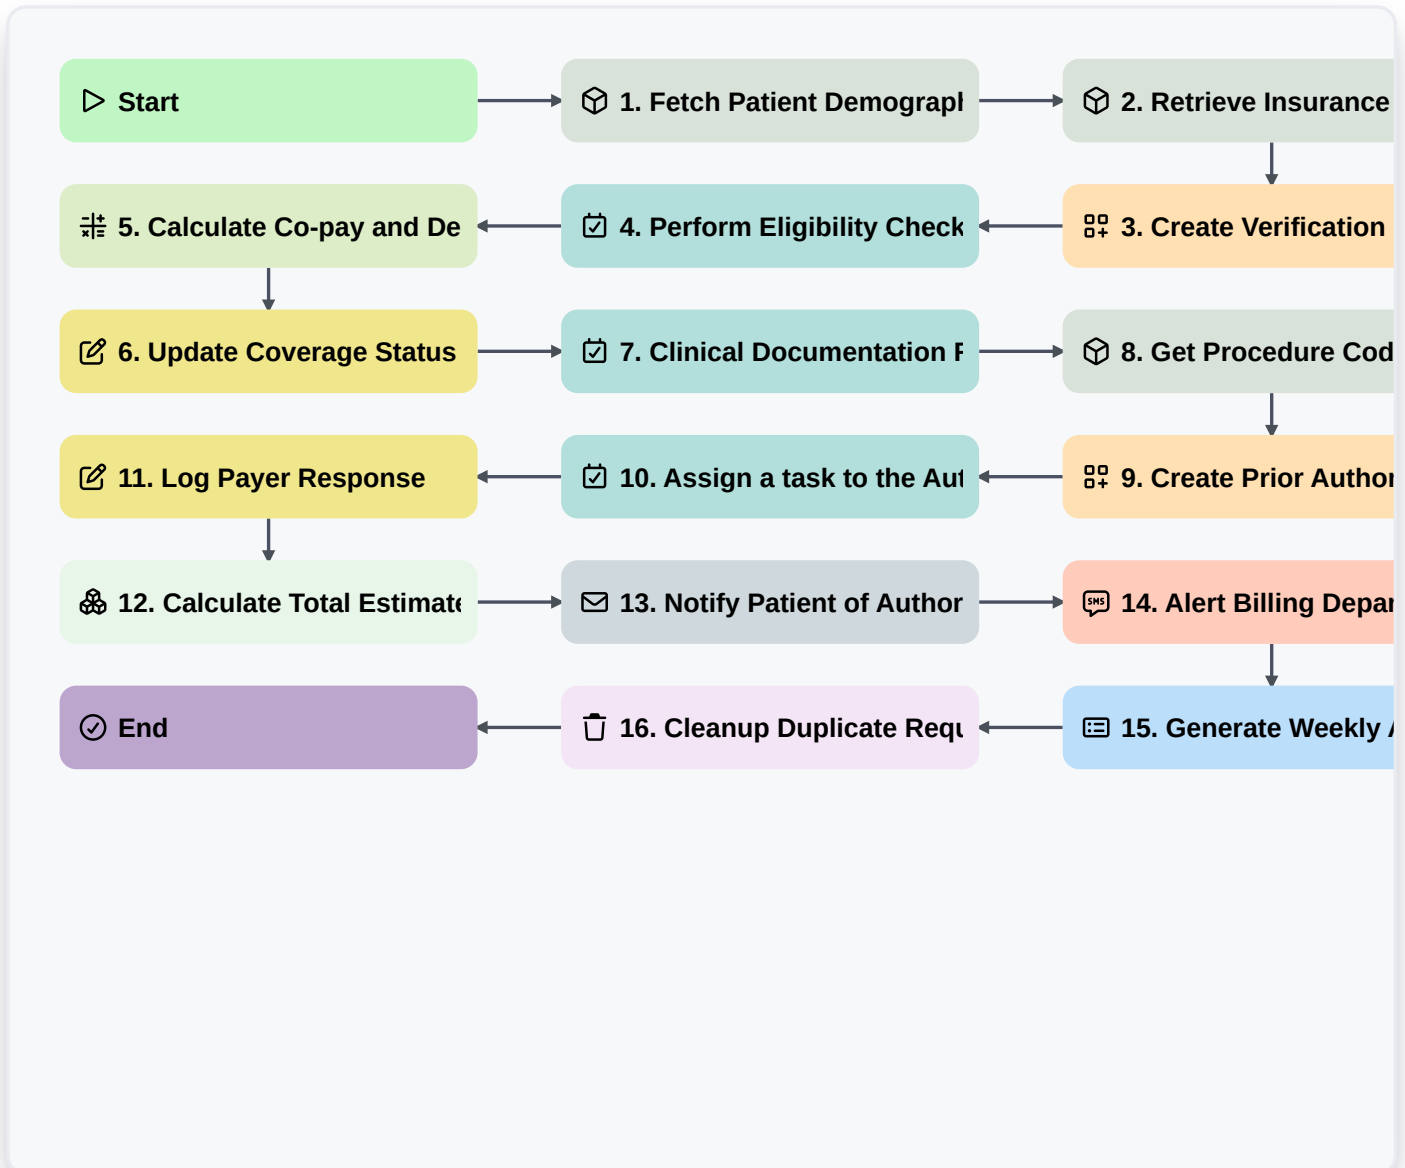 Start
1. Fetch Patient
2. Retrieve Insurance
5. Calculate Co-pay and De
4. Perform Eligibility Check
3. Create Verification
6. Update Coverage Status
7. Clinical Documentation
8. Get Procedure Cod
11. Log Payer Response
10. Assign a task to the Aut
9. Create Prior Author
12. Calculate Total Estimate
13. Notify Patient of Author
14. Alert Billing Depar
End
16. Cleanup Duplicate Requ
15. Generate Weekly
SMS